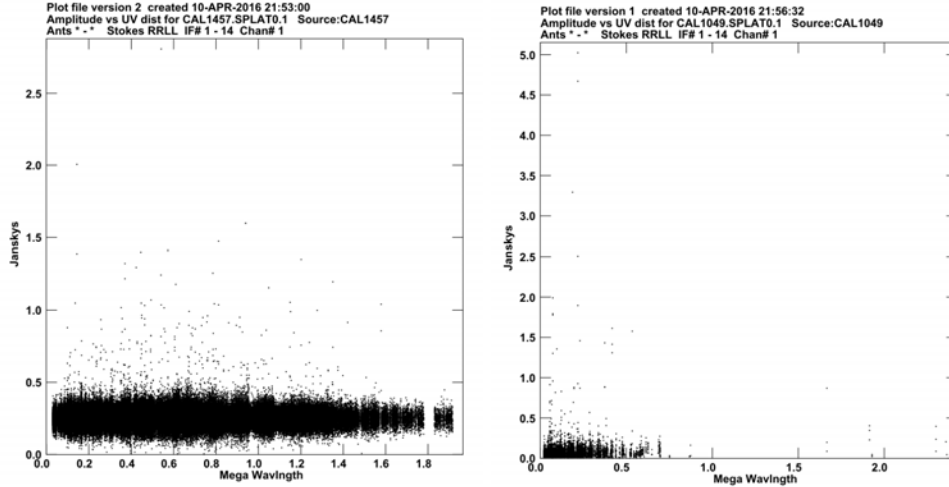 Plot file version 2 created 10-APR-2016 21:53:00
Amplitude vs UV dist for CAL1457.SPLAT0.1 Source:CAL1457
Ants * - * Stokes RRLL IF# 1 - 14 Chan# 1
2.5
2.0
1.5
1.0
0.5
0.0
Janskys
0.0 0.2 0.4 0.6 0.8 1.0 1.2 1.4 1.6 1.8
Mega Wavlngth
Plot file version 1 created 10-APR-2016 21:56:32
Amplitude vs UV dist for CAL1049.SPLAT0.1 Source:CAL1049
Ants * - * Stokes RRLL IF# 1 - 14 Chan# 1
5.0
4.5
4.0
3.5
3.0
2.5
2.0
1.5
1.0
0.5
0.0
Janskys
0.0 0.5 1.0 1.5 2.0
Mega Wavlngth